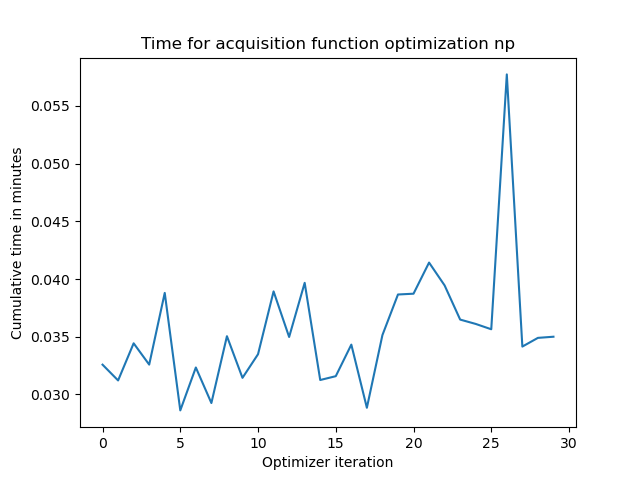 Time for acquisition function optimization np
Cumulative time in minutes
0.055
0.050
0.045
0.040
0.035
0.030
0 5 10 15 20 25 30
Optimizer iteration